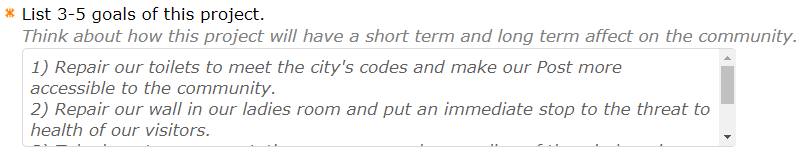 * List 3-5 goals of this project.
Think about how this project will have a short term and long term affect on the community.
1) Repair our toilets to meet the city's codes and make our Post more
accessible to the community.
2) Repair our wall in our ladies room and put an immediate stop to the threat to
health of our visitors.